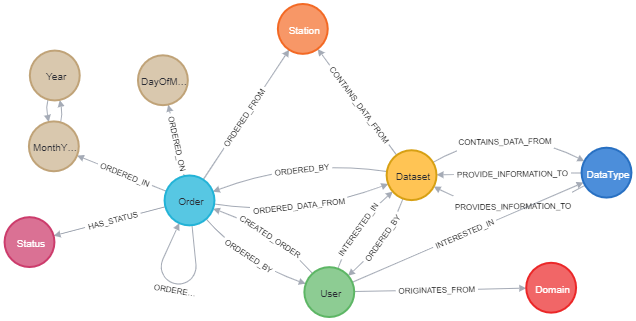 Station
Year
DayOfM...
ORDERED_FROM
CONTAINS_DATA_FROM
MonthY...
ORDERED_ON
CONTAINS_DATA_FROM
ORDERED_IN
ORDERED_BY
Dataset
PROVIDE_INFORMATION_TO
DataType
Order
ORDERED_DATA_FROM
PROVIDES_INFORMATION_TO
HAS_STATUS
CREATED_ORDER
INTERESTED_IN
ORDERED_BY
INTERESTED_IN
Status
ORDERED_BY
ORDERE...
User
ORIGINATES_FROM
Domain